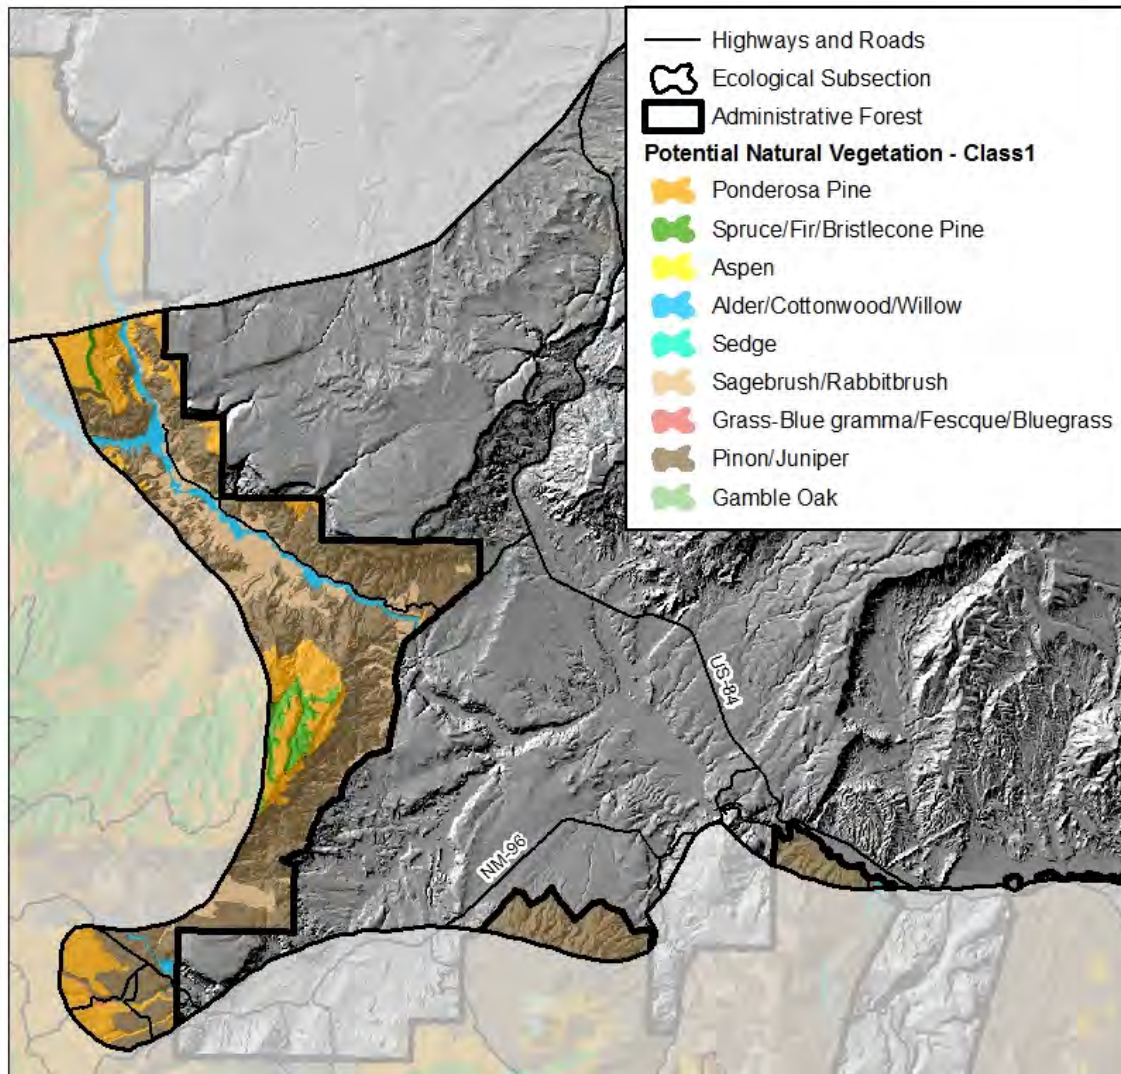 Highways and Roads
Ecological Subsection
Administrative Forest
Potential Natural Vegetation - Class1
Ponderosa Pine
Spruce/Fir/Bristlecone Pine
Aspen
Alder/Cottonwood/Willow
Sedge
Sagebrush/Rabbitbrush
Grass-Blue gramma/Fescque/Bluegrass
Pinon/Juniper
Gamble Oak
US-84
NM-96